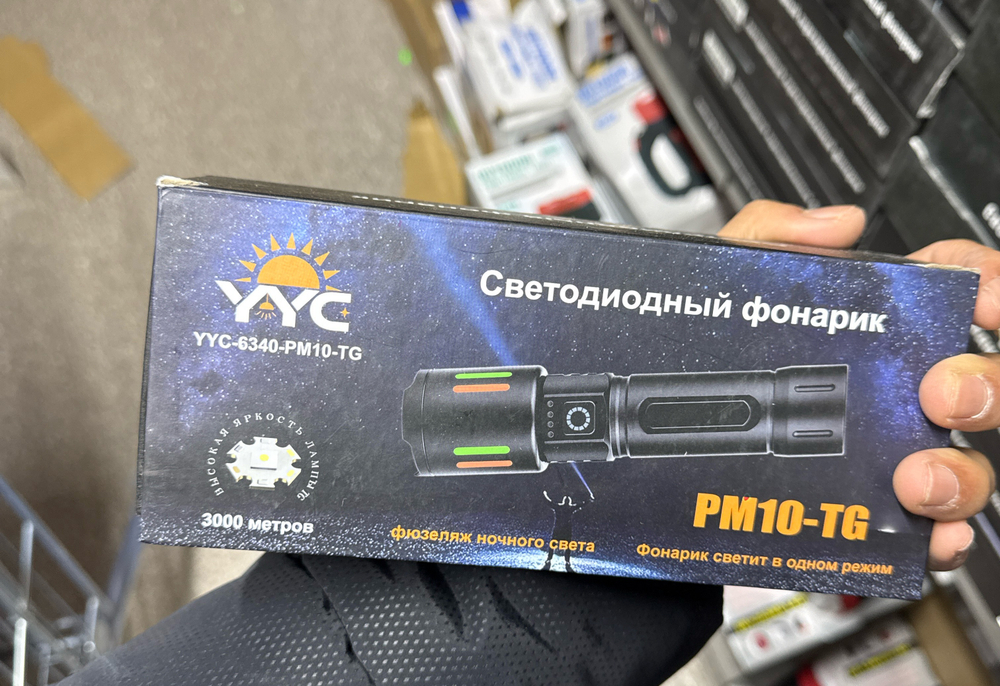 YYC
YYC-6340-PM10-TG
Светодиодный фонарик
ВЫСОКАЯ ЯРКОСТЬ
3000 метров
PM10-TG
фюзеляж ночного света
Фонарик светит в одном режим